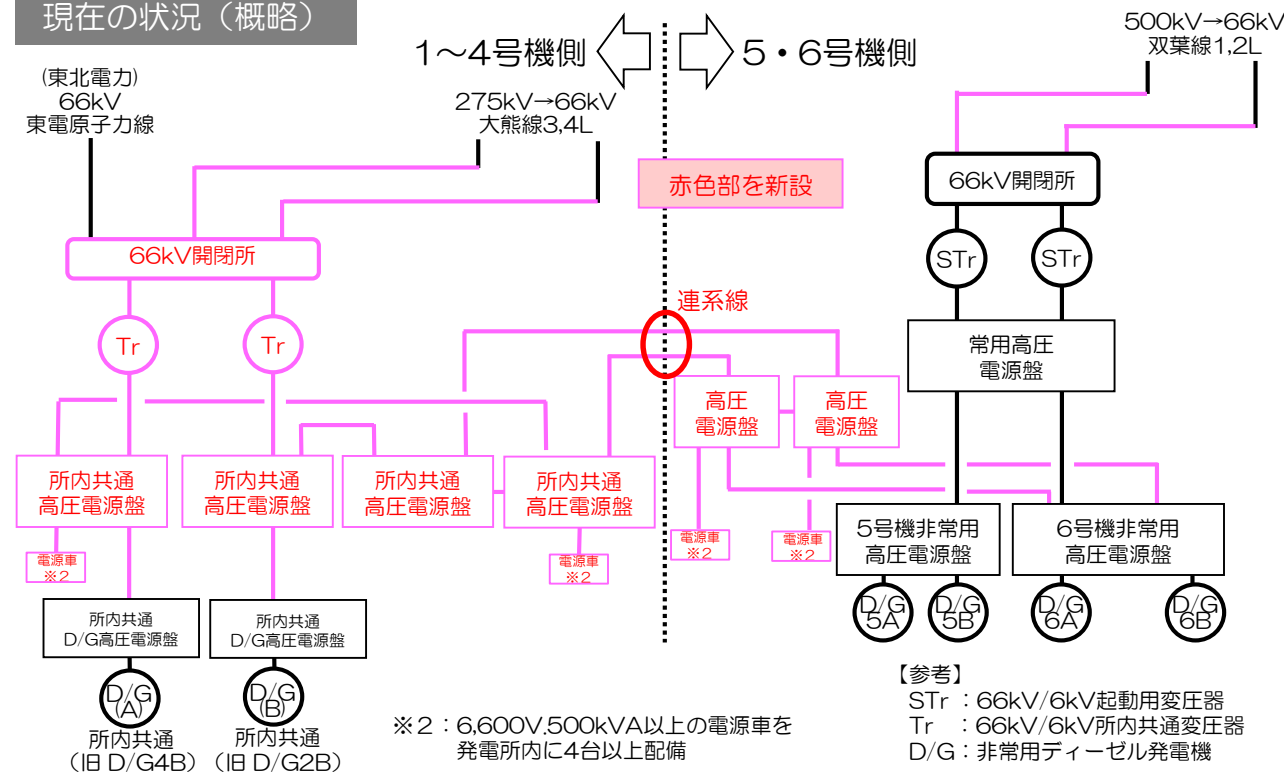 現在の状況（概略）
1～4号機側
5・6号機側
(東北電力)
66kV
東電原子力線
275kV→66kV
大熊線3,4L
500kV→66kV
双葉線1,2L
赤色部を新設
66kV開閉所
66kV開閉所
STr
STr
連系線
Tr
Tr
常用高圧
電源盤
高圧
電源盤
高圧
電源盤
所内共通
高圧電源盤
所内共通
高圧電源盤
所内共通
高圧電源盤
所内共通
高圧電源盤
電源車
※2
電源車
※2
電源車
※2
電源車
※2
5号機非常用
高圧電源盤
6号機非常用
高圧電源盤
D/G
5A
D/G
5B
D/G
6A
D/G
6B
所内共通
D/G高圧電源盤
所内共通
D/G高圧電源盤
D/G
(A)
D/G
(B)
所内共通
（旧 D/G4B）
所内共通
（旧 D/G2B）
※2：6,600V,500kVA以上の電源車を
発電所内に4台以上配備
【参考】
STr ：66kV/6kV起動用変圧器
Tr ：66kV/6kV所内共通変圧器
D/G：非常用ディーゼル発電機